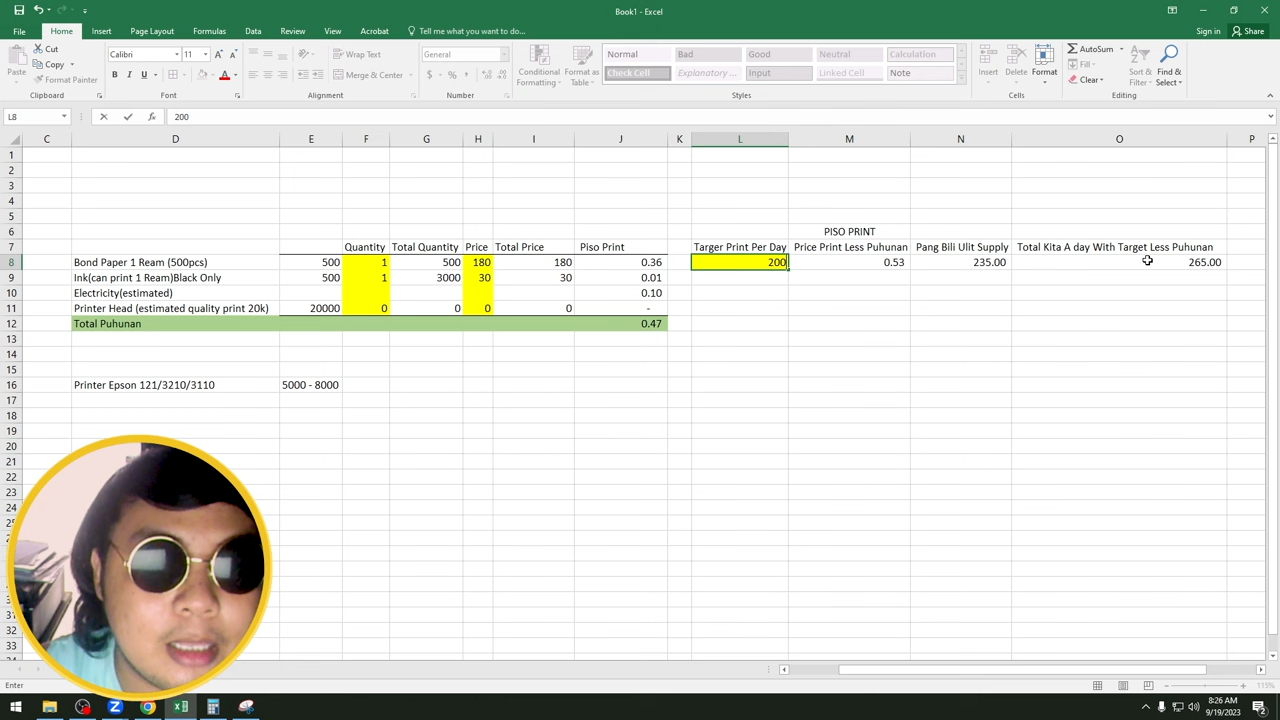 Book1 - Excel
Sign in
Share
File Home Insert Page Layout Formulas Data Review View Acrobat Tell me what you want to do...
Paste
Cut
Copy
Format Painter
Calibri 11
B I U
Wrap Text
Merge & Center
General
$ % ,
Conditional Formatting
Format as Table
Normal Bad Good Neutral Calculation
Check Cell Explanatory ... Input Linked Cell Note
Insert Delete Format
AutoSum
Fill
Clear
Sort & Filter
Find & Select
Clipboard Font Alignment Number Styles Cells Editing
L8 fx 200
C D E F G H I J K L M N O P
1
2
3
4
5
6 PISO PRINT
7 Quantity Total Quantity Price Total Price Piso Print Targer Print Per Day Price Print Less Puhunan Pang Bili Ulit Supply Total Kita A day With Target Less Puhunan
8 Bond Paper 1 Ream (500pcs) 500 1 500 180 180 0.36 200 0.53 235.00 265.00
9 Ink(can print 1 Ream)Black Only 500 1 3000 30 30 0.01
10 Electricity(estimated) 0.10
11 Printer Head (estimated quality print 20k) 20000 0 0 0 0 -
12 Total Puhunan 0.47
13
14
15
16 Printer Epson 121/3210/3110 5000 - 8000
17
18
19
20
21
22
23
24
25
26
27
28
29
30
31
32
33
Enter
115%
8:26 AM
9/19/2023
2